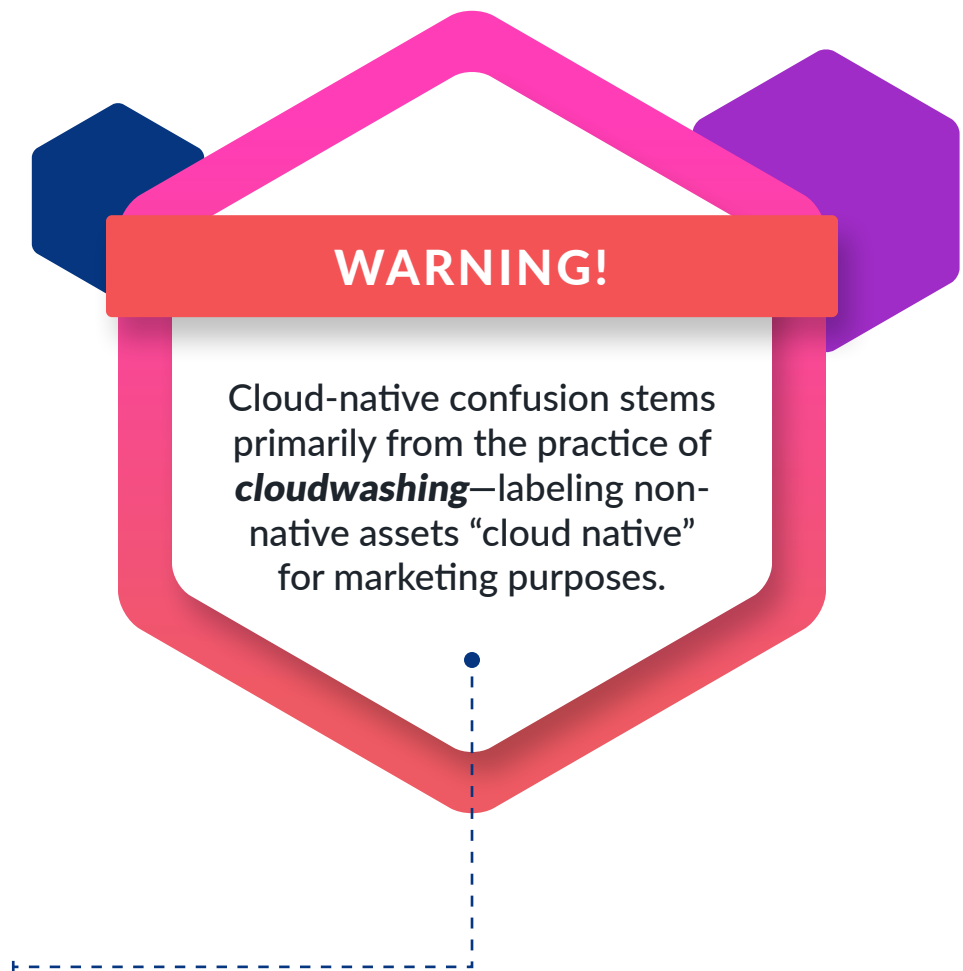 WARNING!
Cloud-native confusion stems
primarily from the practice of
cloudwashing—labeling non-
native assets “cloud native”
for marketing purposes.